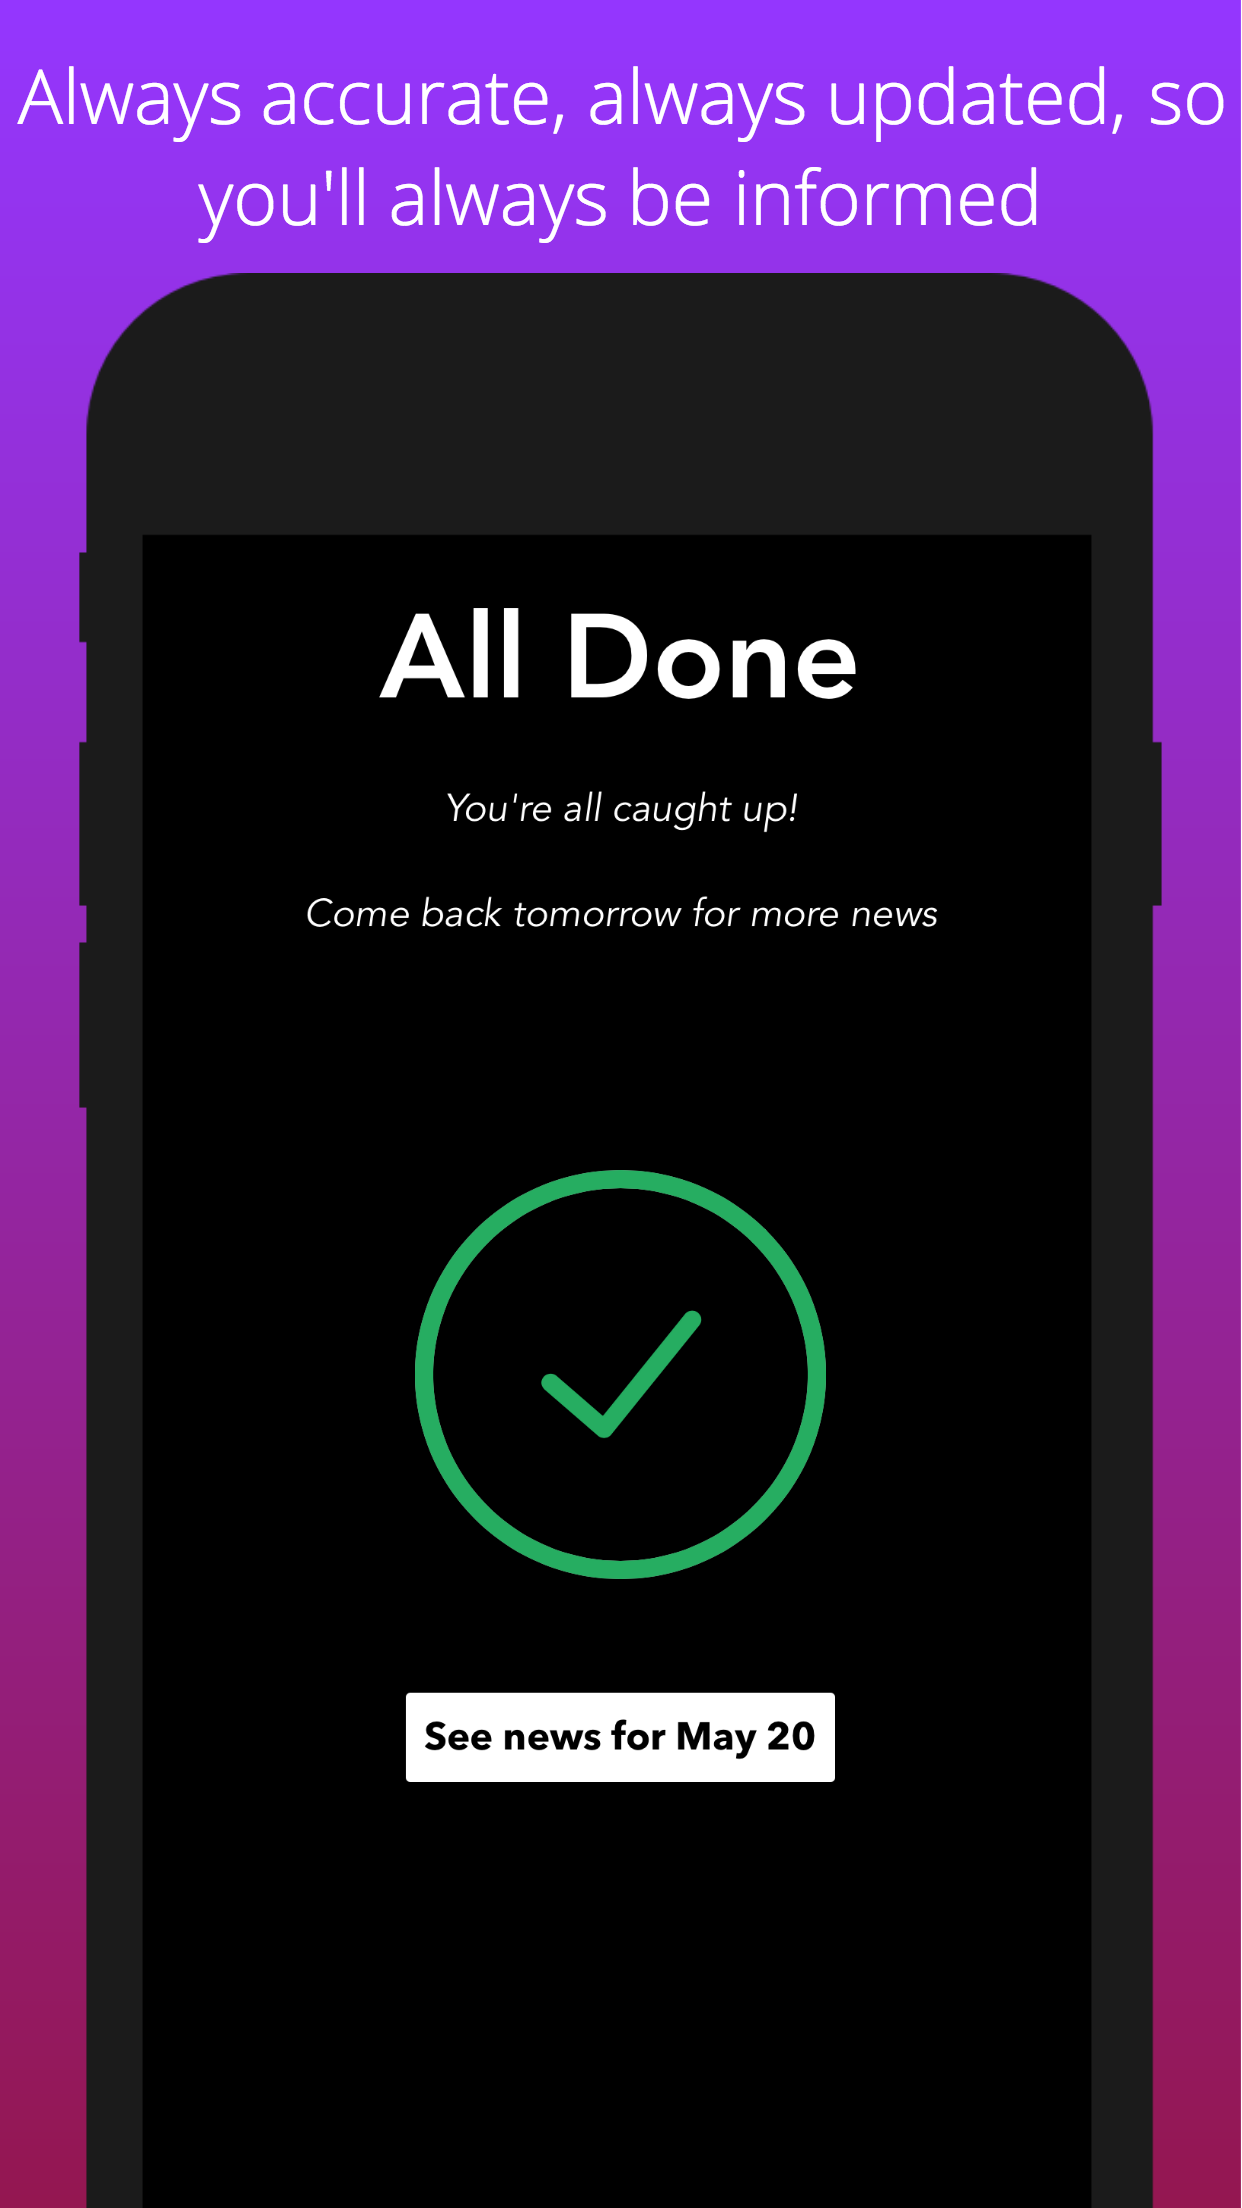 Always accurate, always updated, so
you'll always be informed
All Done
You're all caught up!
Come back tomorrow for more news
See news for May 20